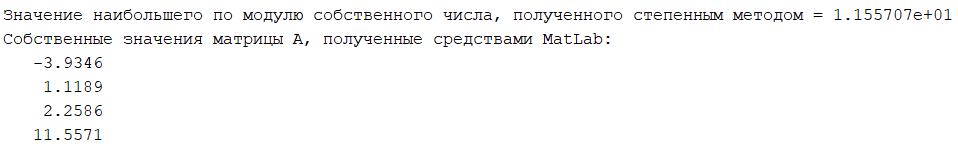 Значение наибольшего по модулю собственного числа, полученного степенным методом = 1.155707e+01
Собственные значения матрицы A, полученные средствами MatLab:
-3.9346
1.1189
2.2586
11.5571